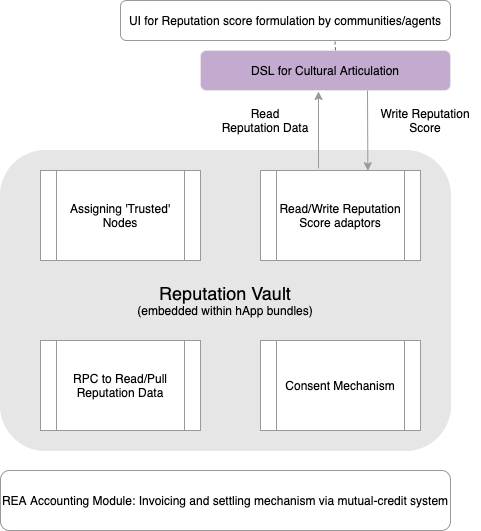 UI for Reputation score formulation by communities/agents
DSL for Cultural Articulation
Read
Reputation Data
Write Reputation
Score
Assigning 'Trusted'
Nodes
Read/Write Reputation
Score adaptors
Reputation Vault
(embedded within hApp bundles)
RPC to Read/Pull
Reputation Data
Consent Mechanism
REA Accounting Module: Invoicing and settling mechanism via mutual-credit system